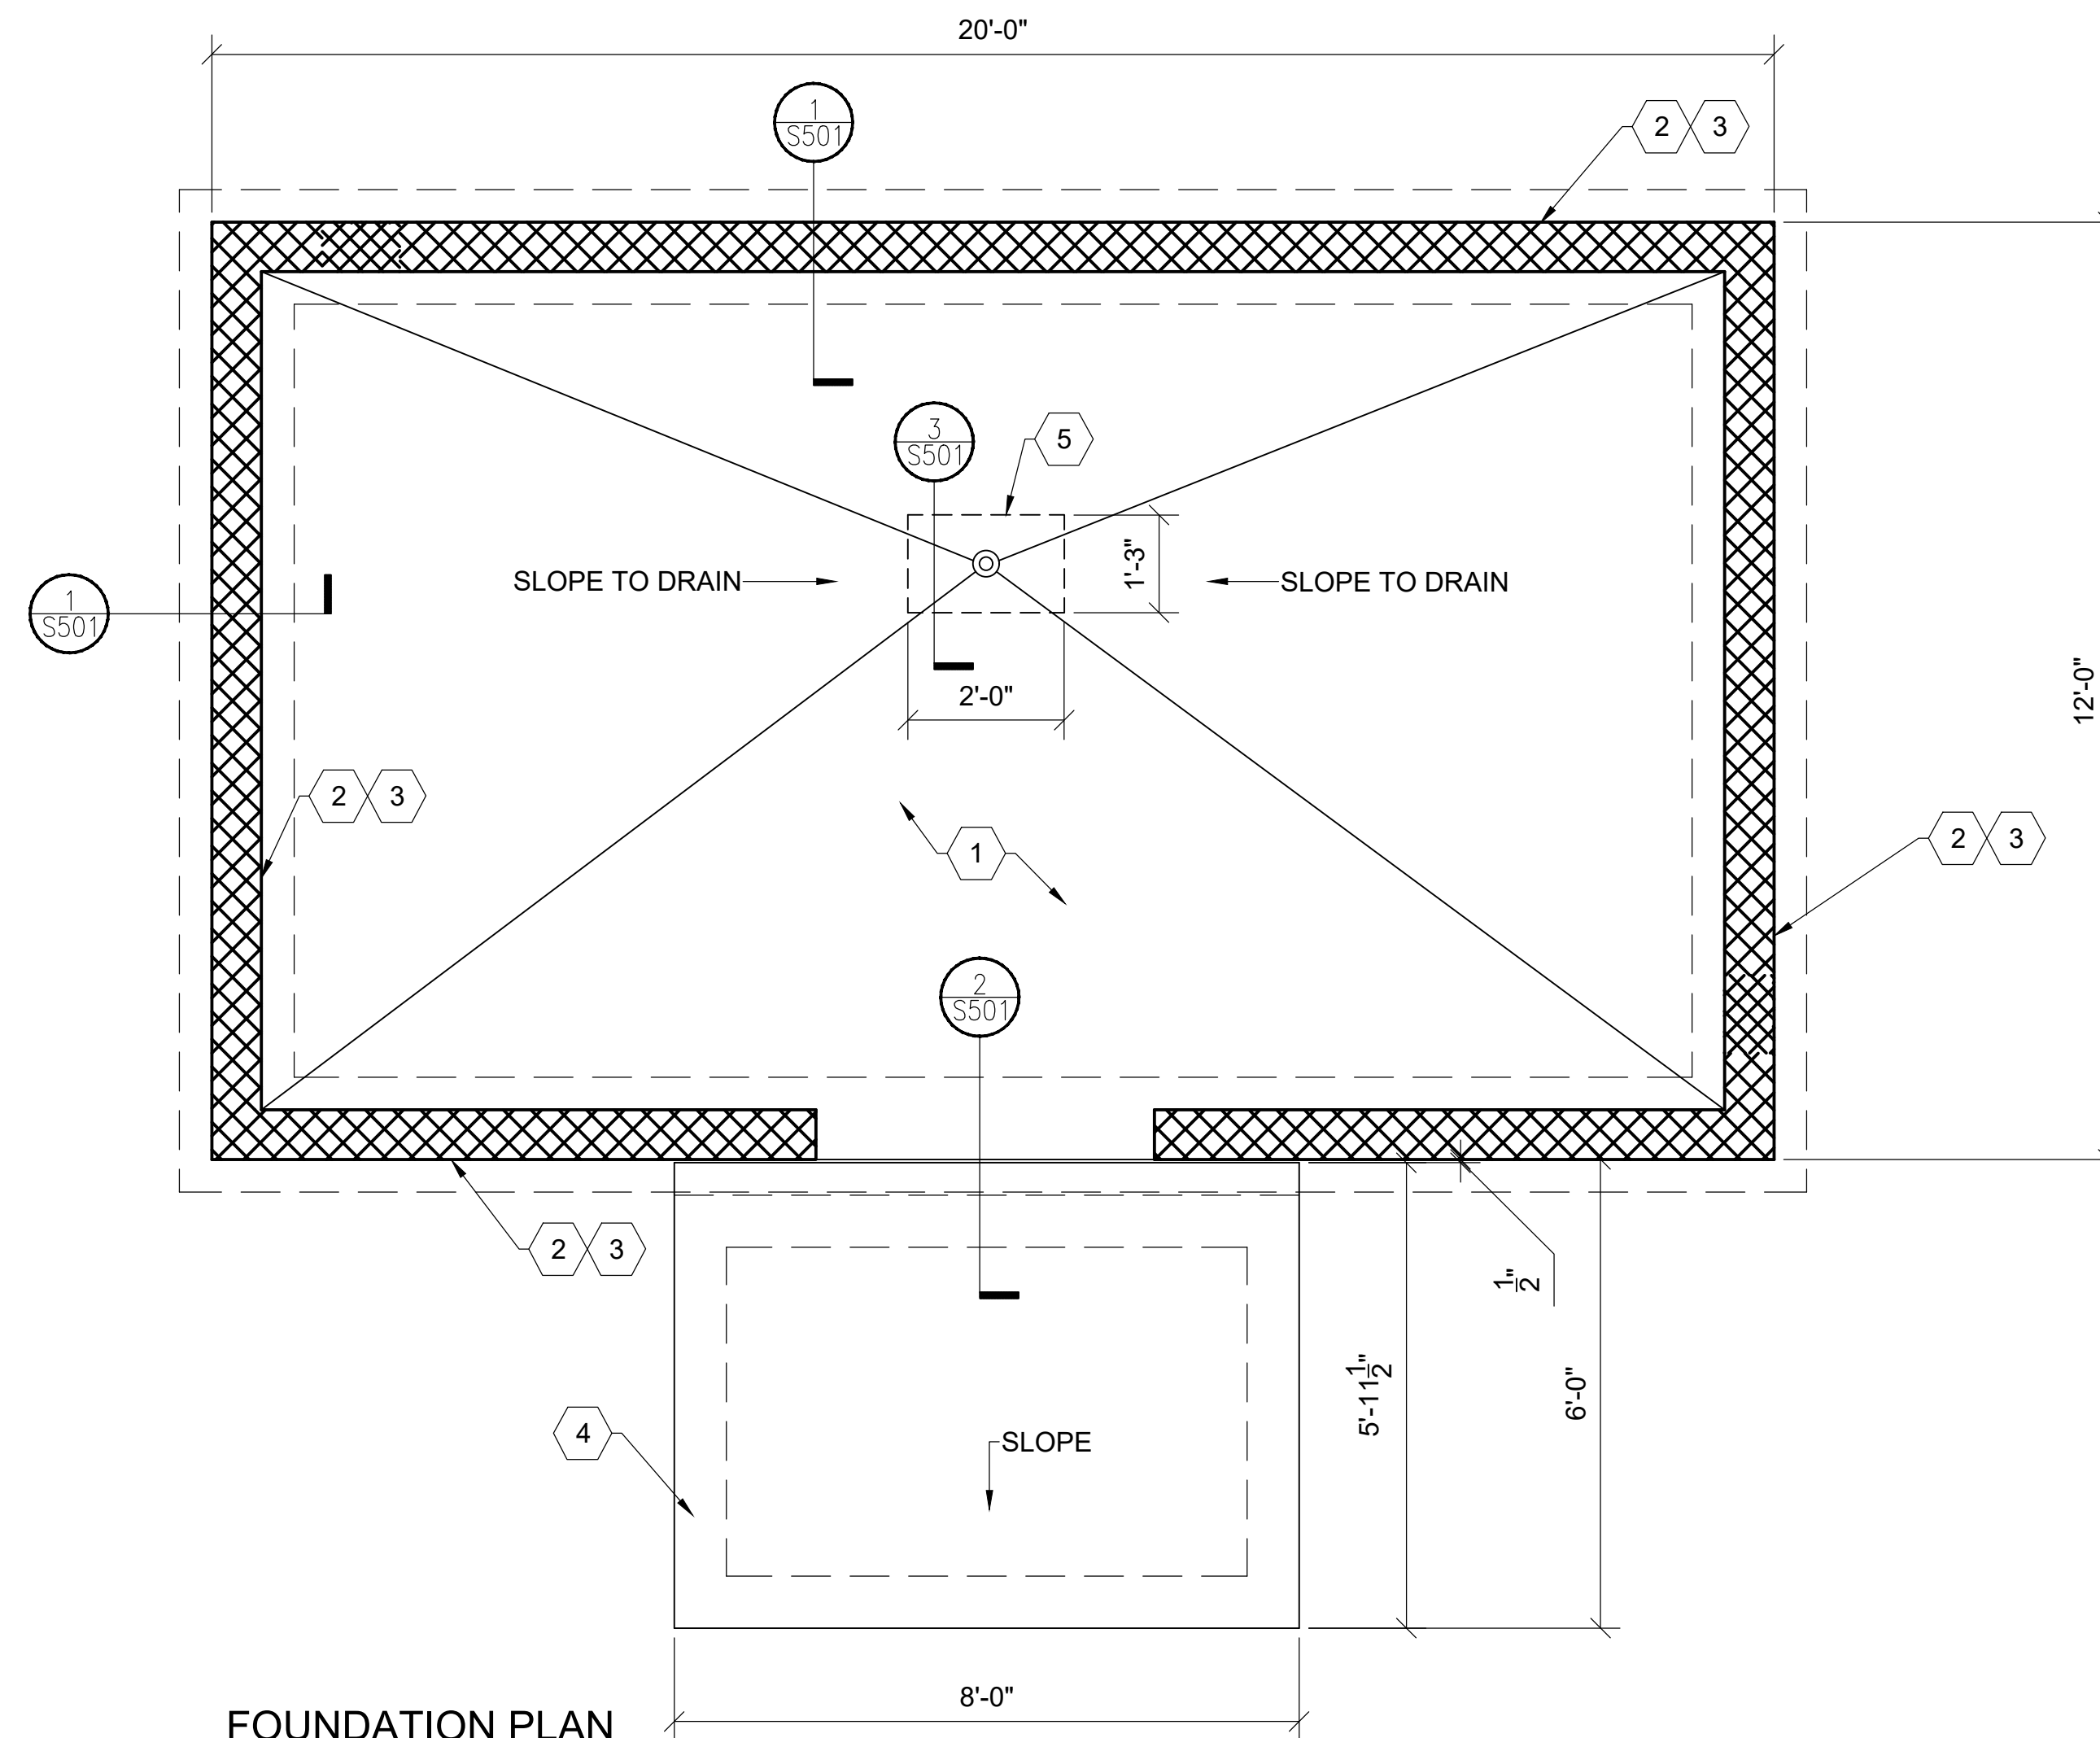 20'-0"
1
S501
2 3
3
S501
5
SLOPE TO DRAIN
1'-3"
SLOPE TO DRAIN
1
S501
2'-0"
12'-0"
2 3
1
2 3
2
S501
2 3
1/2"
5'-11 1/2"
6'-0"
4
SLOPE
8'-0"
FOUNDATION PLAN